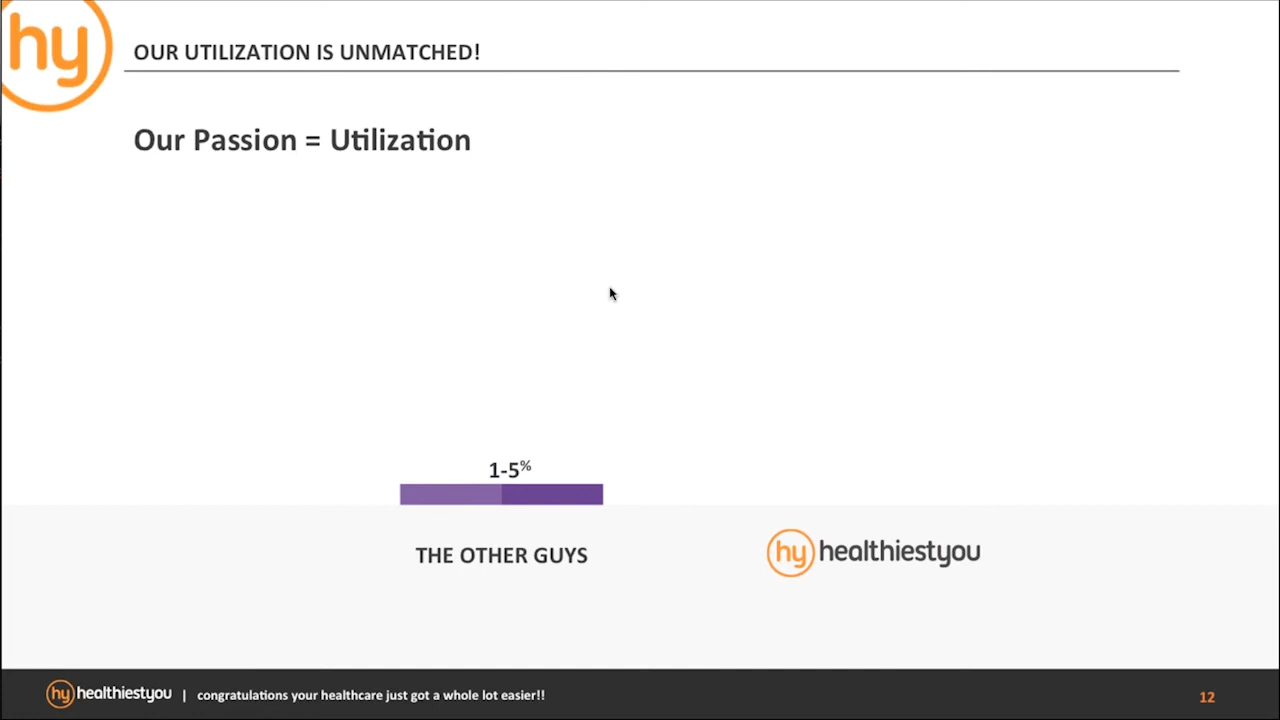 hy
OUR UTILIZATION IS UNMATCHED!
Our Passion = Utilization
1-5%
THE OTHER GUYS
hy healthiestyou
hy healthiestyou | congratulations your healthcare just got a whole lot easier!!
12